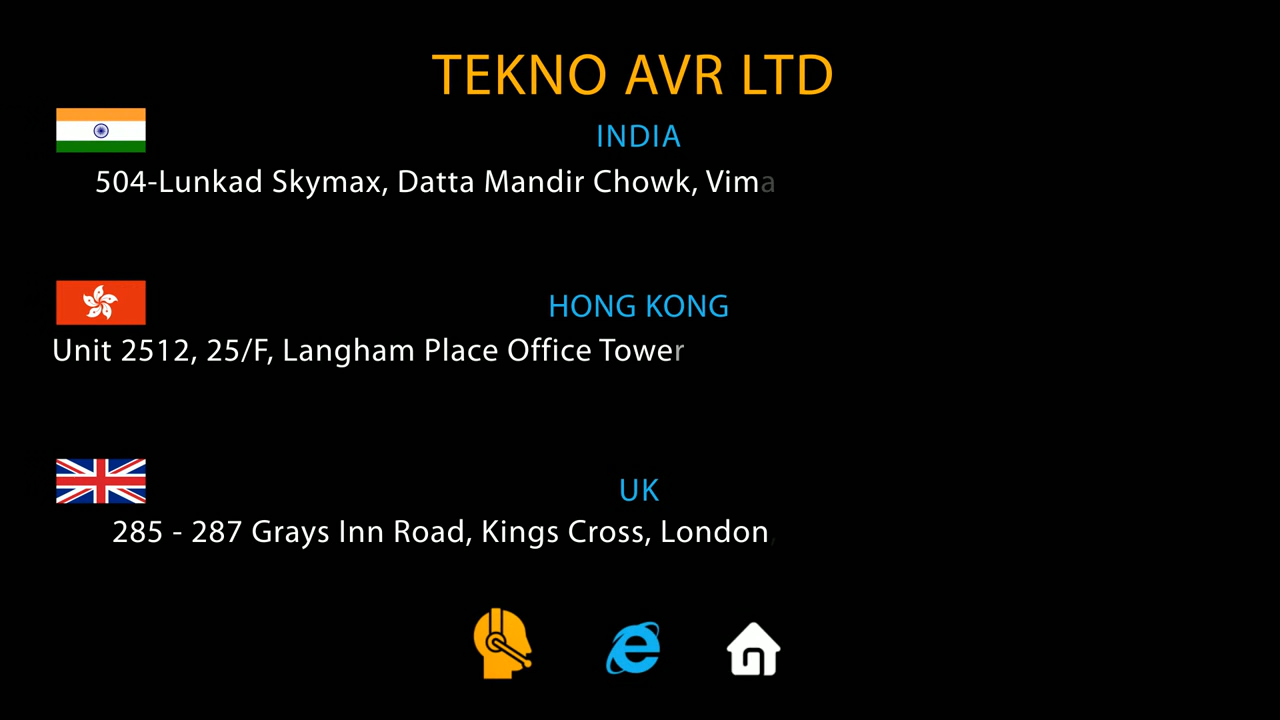 TEKNO AVR LTD
INDIA
504-Lunkad Skymax, Datta Mandir Chowk, Vima
HONG KONG
Unit 2512, 25/F, Langham Place Office Tower
UK
285 - 287 Grays Inn Road, Kings Cross, London,